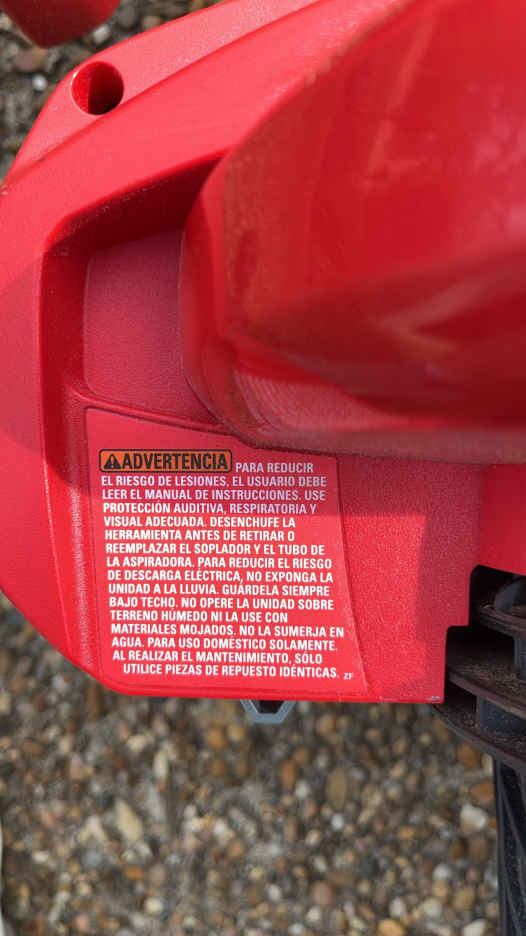 ADVERTENCIA PARA REDUCIR
EL RIESGO DE LESIONES, EL USUARIO DEBE
LEER EL MANUAL DE INSTRUCCIONES. USE
PROTECCIÓN AUDITIVA, RESPIRATORIA Y
VISUAL ADECUADA. DESENCHUFE LA
HERRAMIENTA ANTES DE RETIRAR O
REEMPLAZAR EL SOPLADOR Y EL TUBO DE
LA ASPIRADORA. PARA REDUCIR EL RIESGO
DE DESCARGA ELÉCTRICA, NO EXPONGA LA
UNIDAD A LA LLUVIA. GUÁRDELA SIEMPRE
BAJO TECHO. NO OPERE LA UNIDAD SOBRE
TERRENO HÚMEDO NI LA USE CON
MATERIALES MOJADOS. NO LA SUMERJA EN
AGUA. PARA USO DOMÉSTICO SOLAMENTE.
AL REALIZAR EL MANTENIMIENTO, SÓLO
UTILICE PIEZAS DE REPUESTO IDÉNTICAS. ZF